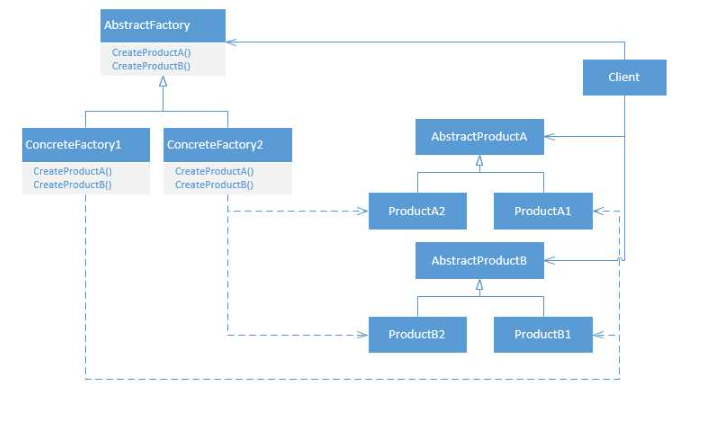 AbstractFactory
CreateProductA()
CreateProductB()
Client
ConcreteFactory1
CreateProductA()
CreateProductB()
ConcreteFactory2
CreateProductA()
CreateProductB()
AbstractProductA
ProductA2
ProductA1
AbstractProductB
ProductB2
ProductB1